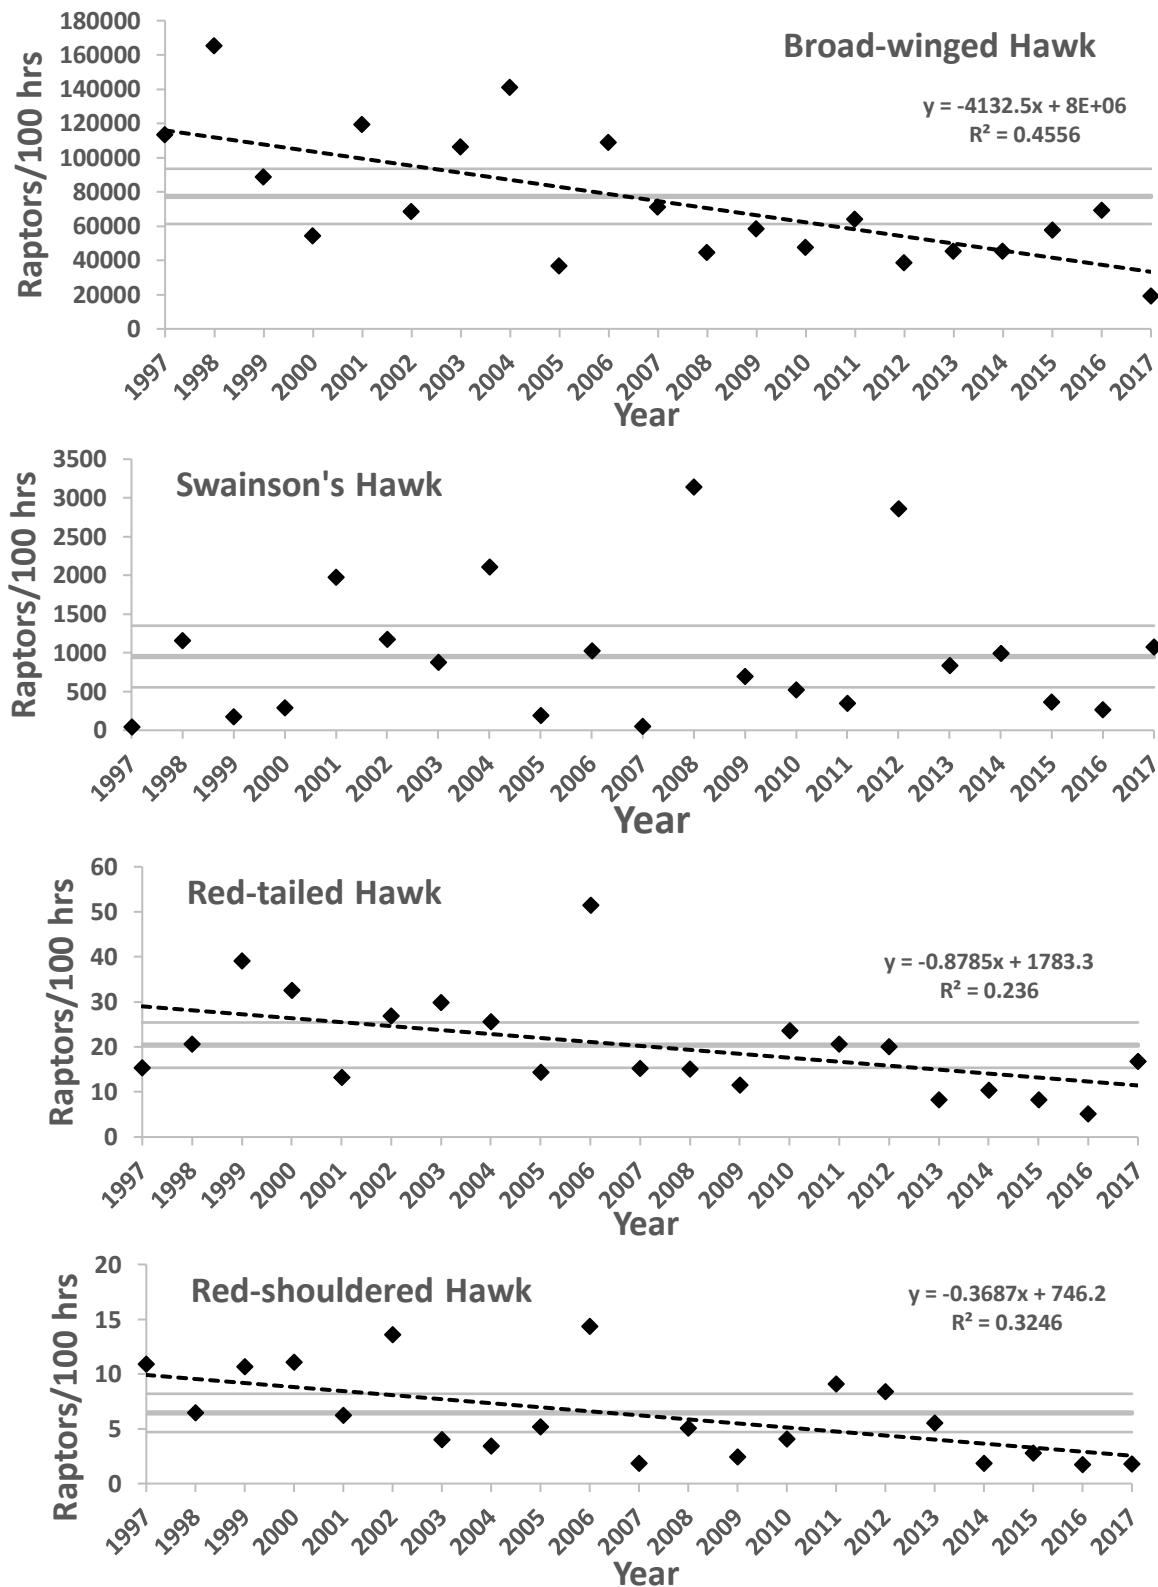 Broad-winged Hawk
y = -4132.5x + 8E+06
R² = 0.4556
Raptors/100 hrs
180000
160000
140000
120000
100000
80000
60000
40000
20000
0
1997 1998 1999 2000 2001 2002 2003 2004 2005 2006 2007 2008 2009 2010 2011 2012 2013 2014 2015 2016 2017
Year
Swainson's Hawk
Raptors/100 hrs
3500
3000
2500
2000
1500
1000
500
0
1997 1998 1999 2000 2001 2002 2003 2004 2005 2006 2007 2008 2009 2010 2011 2012 2013 2014 2015 2016 2017
Year
Red-tailed Hawk
y = -0.8785x + 1783.3
R² = 0.236
Raptors/100 hrs
60
50
40
30
20
10
0
1997 1998 1999 2000 2001 2002 2003 2004 2005 2006 2007 2008 2009 2010 2011 2012 2013 2014 2015 2016 2017
Year
Red-shouldered Hawk
y = -0.3687x + 746.2
R² = 0.3246
Raptors/100 hrs
20
15
10
5
0
1997 1998 1999 2000 2001 2002 2003 2004 2005 2006 2007 2008 2009 2010 2011 2012 2013 2014 2015 2016 2017
Year